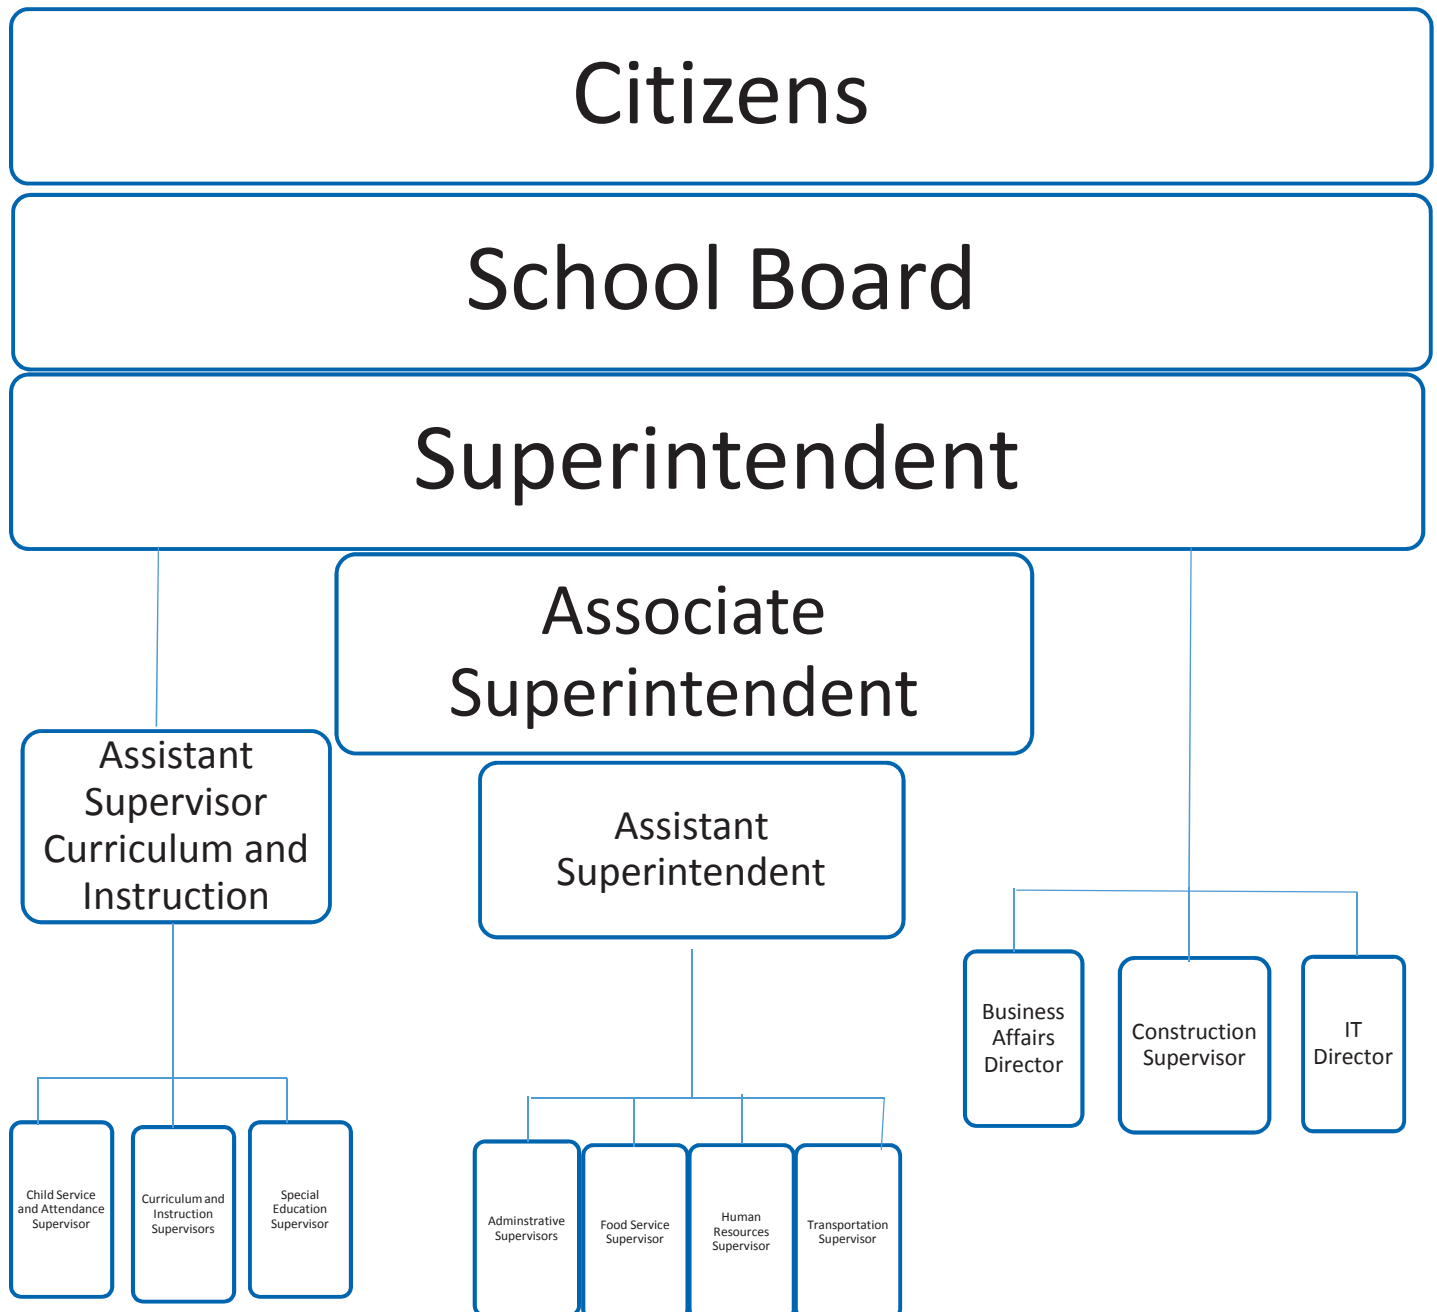 Citizens
School Board
Superintendent
Associate
Superintendent
Assistant
Supervisor
Curriculum and
Instruction
Assistant
Superintendent
Business
Affairs
Director
Construction
Supervisor
IT
Director
Child Service
and Attendance
Supervisor
Curriculum and
Instruction
Supervisors
Special
Education
Supervisor
Adminstrative
Supervisors
Food Service
Supervisor
Human
Resources
Supervisor
Transportation
Supervisor